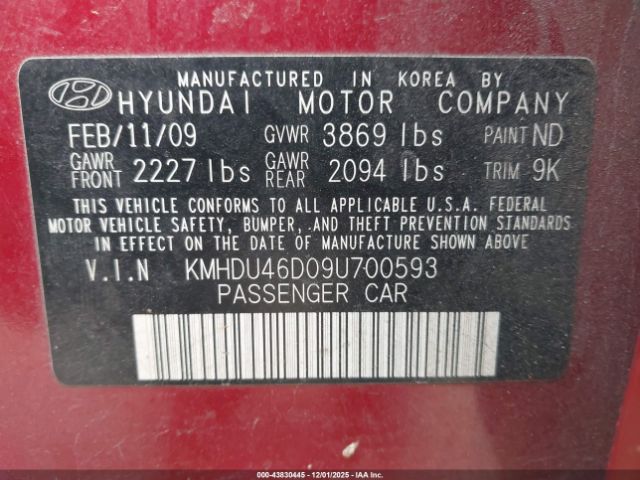 MANUFACTURED IN KOREA BY
HYUNDAI MOTOR COMPANY
FEB/11/09 GVWR 3869 lbs PAINT ND
GAWR FRONT 2227 lbs GAWR REAR 2094 lbs TRIM 9K
THIS VEHICLE CONFORMS TO ALL APPLICABLE U.S.A. FEDERAL
MOTOR VEHICLE SAFETY, BUMPER, AND THEFT PREVENTION STANDARDS
IN EFFECT ON THE DATE OF MANUFACTURE SHOWN ABOVE
V.I.N KMHDU46D09U700593
PASSENGER CAR
000-43830445 - 12/01/2025 - IAA Inc.